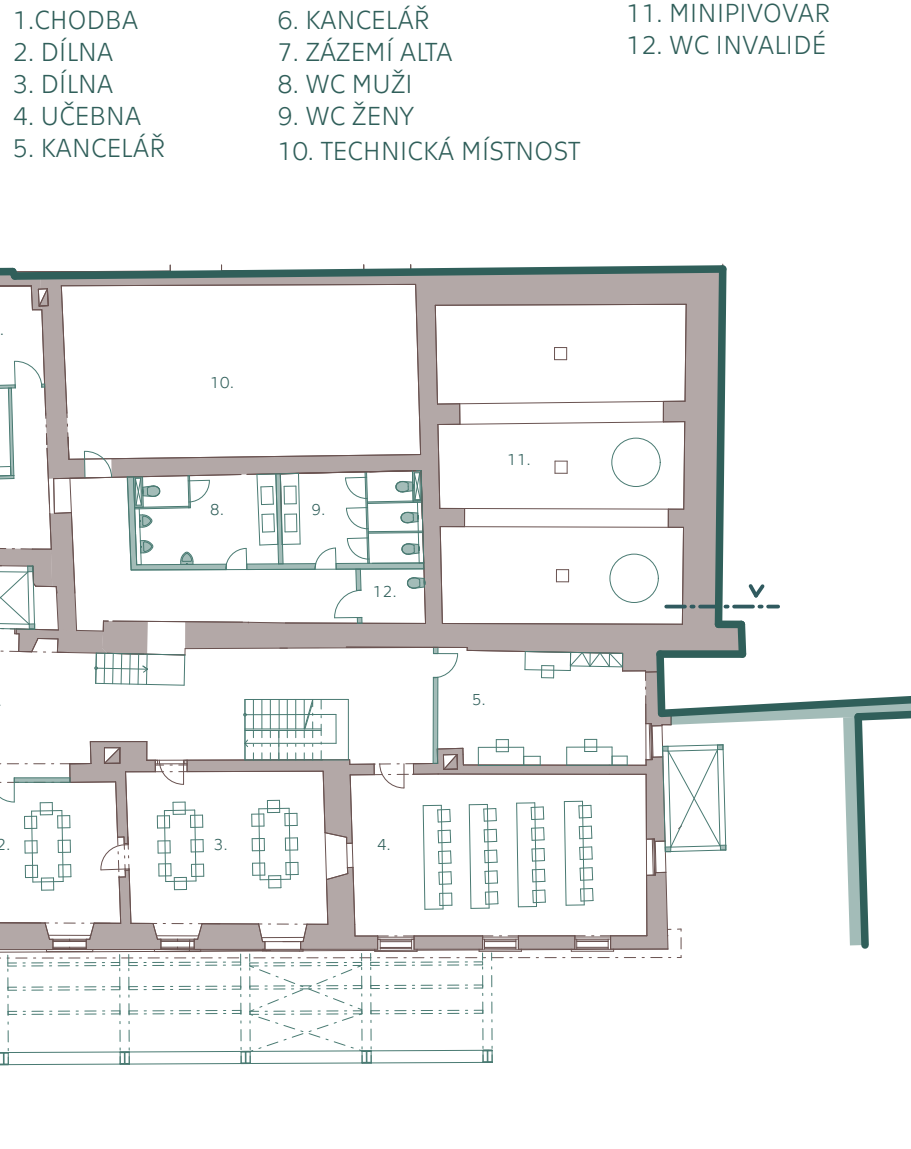 1.CHODBA
2. DÍLNA
3. DÍLNA
4. UČEBNA
5. KANCELÁŘ
6. KANCELÁŘ
7. ZÁZEMÍ ALTA
8. WC MUŽI
9. WC ŽENY
10. TECHNICKÁ MÍSTNOST
11. MINIPIVOVAR
12. WC INVALIDÉ
10.
11.
8.
9.
12.
5.
2.
3.
4.